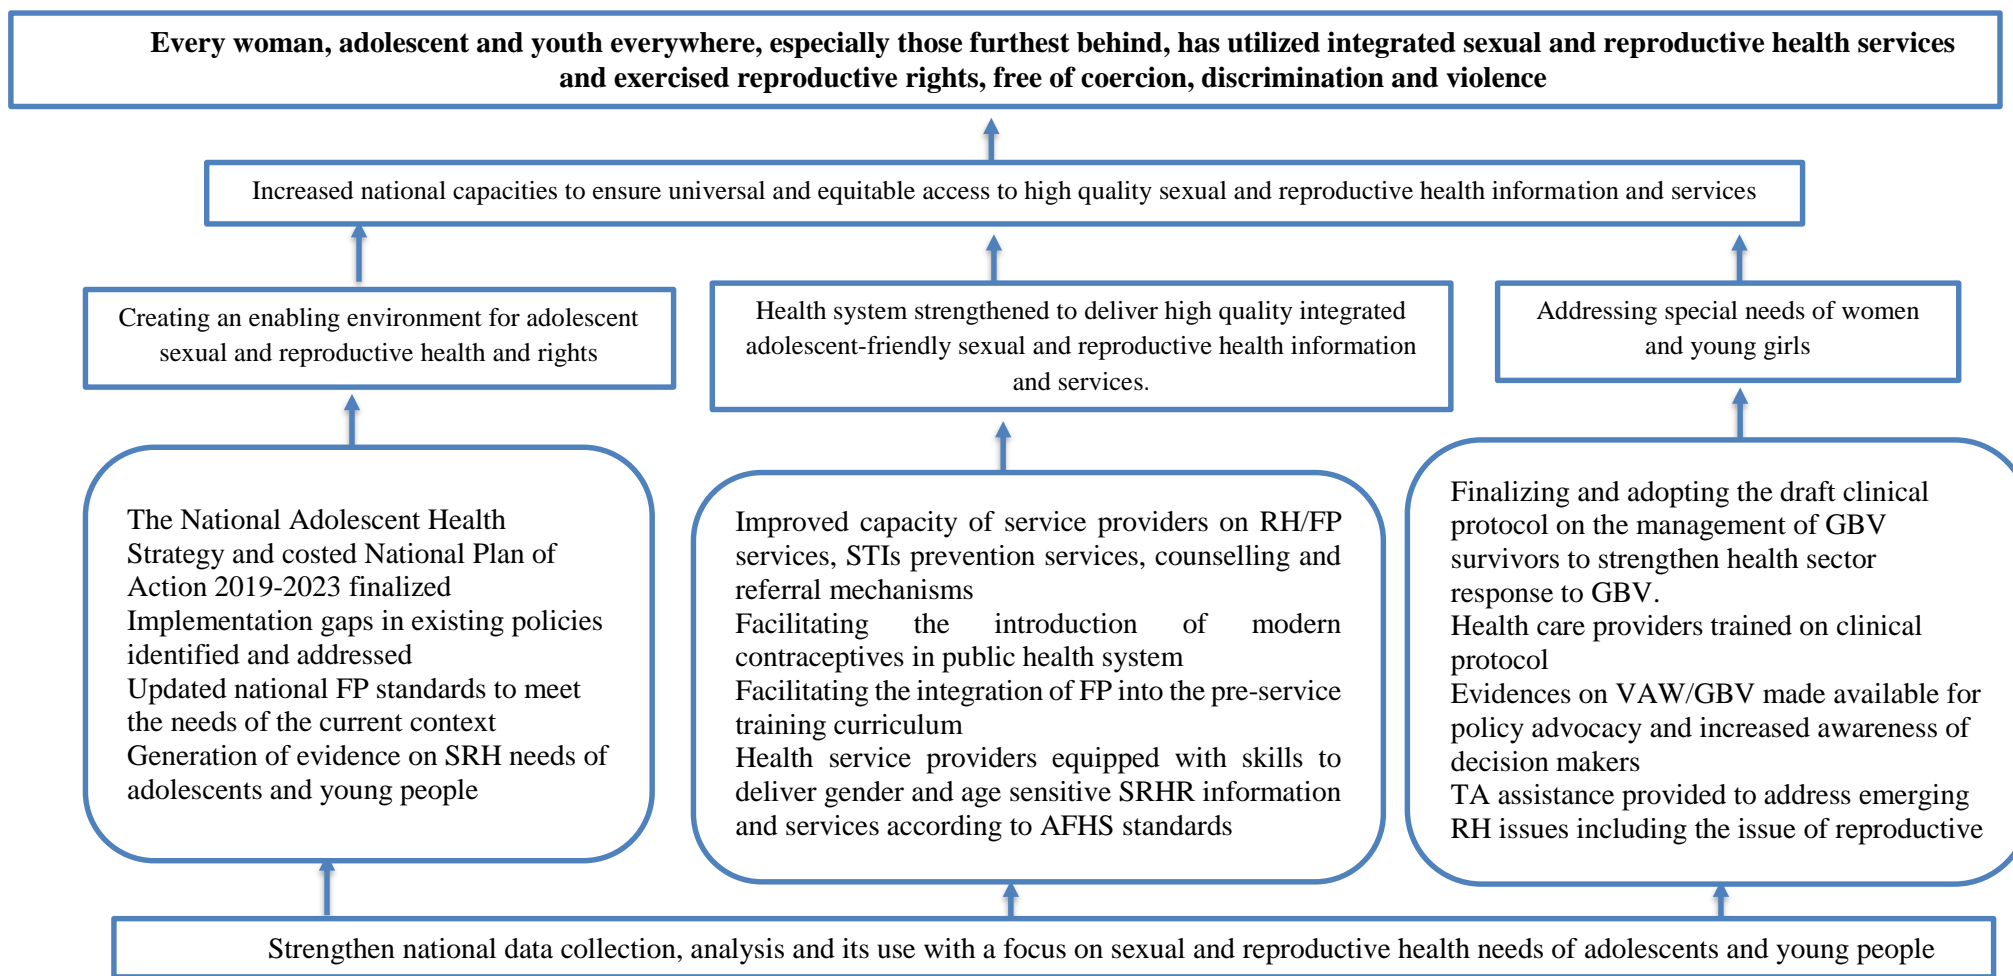 Every woman, adolescent and youth everywhere, especially those furthest behind, has utilized integrated sexual and reproductive health services
and exercised reproductive rights, free of coercion, discrimination and violence
Increased national capacities to ensure universal and equitable access to high quality sexual and reproductive health information and services
Creating an enabling environment for adolescent
sexual and reproductive health and rights
Health system strengthened to deliver high quality integrated
adolescent-friendly sexual and reproductive health information
and services.
Addressing special needs of women
and young girls
The National Adolescent Health
Strategy and costed National Plan of
Action 2019-2023 finalized
Implementation gaps in existing policies
identified and addressed
Updated national FP standards to meet
the needs of the current context
Generation of evidence on SRH needs of
adolescents and young people
Improved capacity of service providers on RH/FP
services, STIs prevention services, counselling and
referral mechanisms
Facilitating the introduction of modern
contraceptives in public health system
Facilitating the integration of FP into the pre-service
training curriculum
Health service providers equipped with skills to
deliver gender and age sensitive SRHR information
and services according to AFHS standards
Finalizing and adopting the draft clinical
protocol on the management of GBV
survivors to strengthen health sector
response to GBV.
Health care providers trained on clinical
protocol
Evidences on VAW/GBV made available for
policy advocacy and increased awareness of
decision makers
TA assistance provided to address emerging
RH issues including the issue of reproductive
Strengthen national data collection, analysis and its use with a focus on sexual and reproductive health needs of adolescents and young people